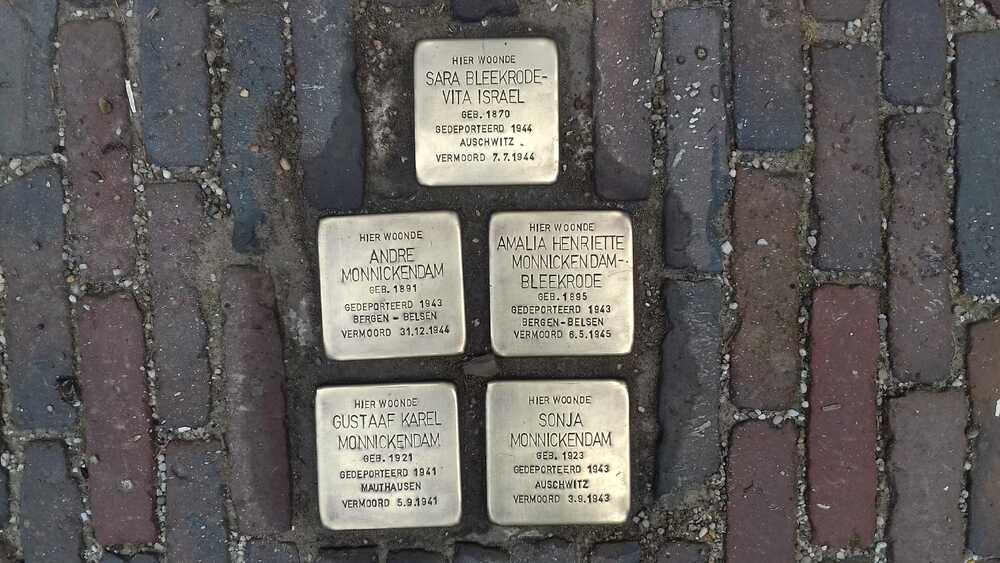 HIER WOONDE
SARA BLEEKRODE-
VITA ISRAEL
GEB. 1870
GEDEPORTEERD 1944
AUSCHWITZ
VERMOORD 7.7.1944
HIER WOONDE
ANDRE
MONNICKENDAM
GEB. 1891
GEDEPORTEERD 1943
BERGEN - BELSEN
VERMOORD 31.12.1944
HIER WOONDE
AMALIA HENRIETTE
MONNICKENDAM-
BLEEKRODE
GEB. 1895
GEDEPORTEERD 1943
BERGEN-BELSEN
VERMOORD 6.5.1945
HIER WOONDE
GUSTAAF KAREL
MONNICKENDAM
GEB. 1921
GEDEPORTEERD 1941
MAUTHAUSEN
VERMOORD 5.9.1941
HIER WOONDE
SONJA
MONNICKENDAM
GEB. 1923
GEDEPORTEERD 1943
AUSCHWITZ
VERMOORD 3.9.1943